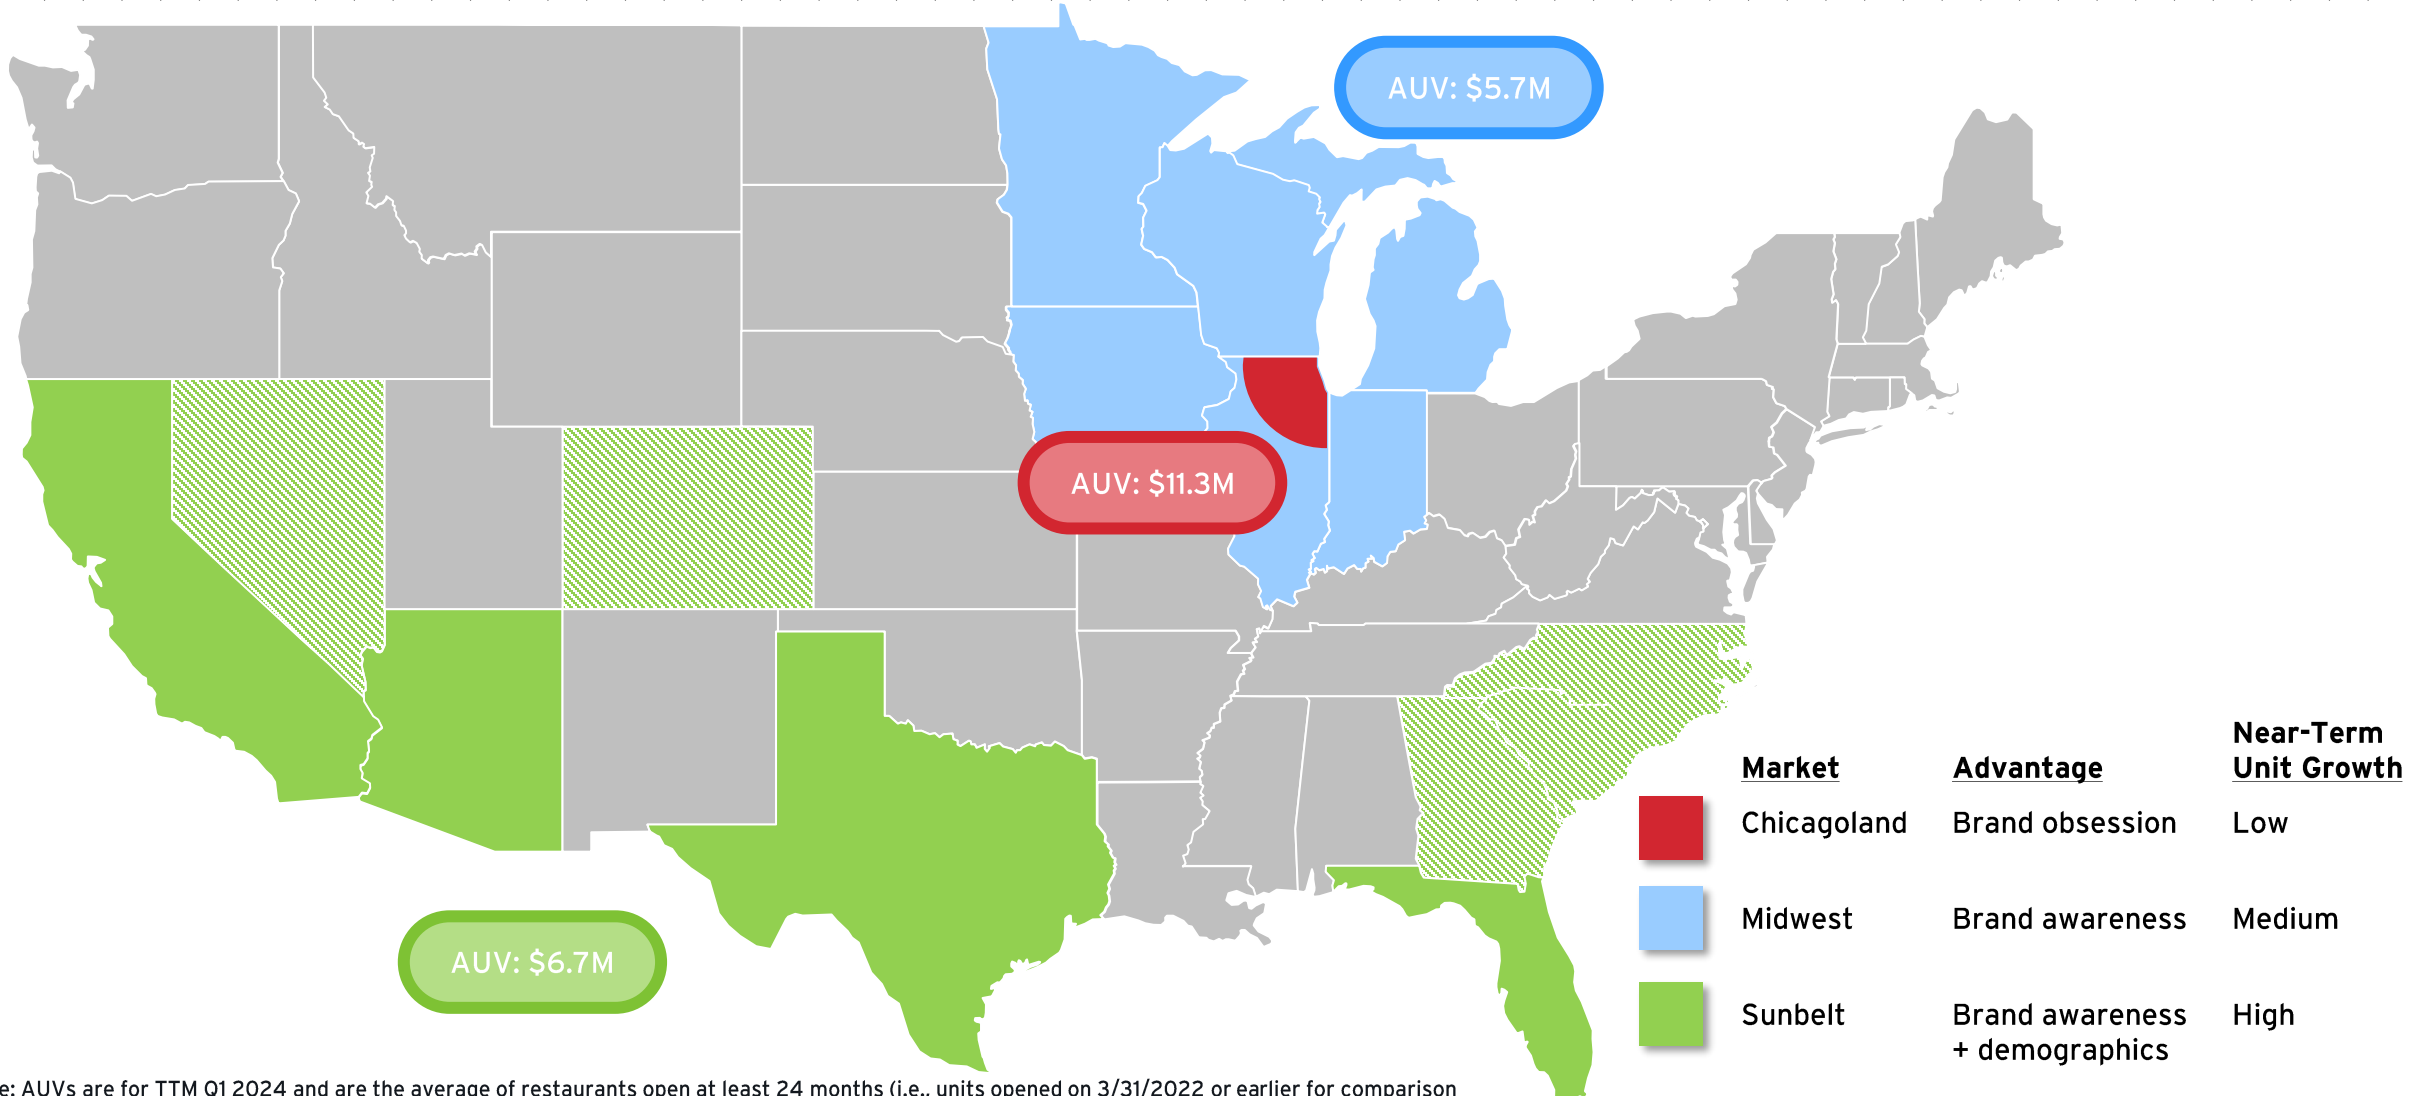 AUV: $5.7M
AUV: $11.3M
AUV: $6.7M
Near-Term
Market Advantage Unit Growth
Chicagoland Brand obsession Low
Midwest Brand awareness Medium
Sunbelt Brand awareness High
+ demographics
e: AUVs are for TTM Q1 2024 and are the average of restaurants open at least 24 months (i.e., units opened on 3/31/2022 or earlier for comparison